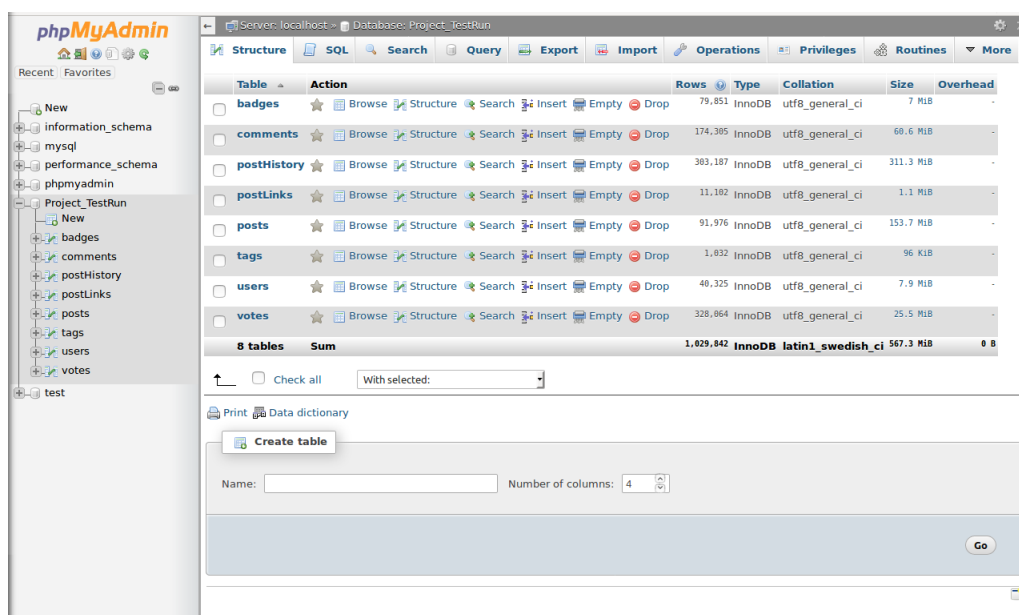 phpMyAdmin
Recent Favorites
New
information_schema
mysql
performance_schema
phpmyadmin
Project_TestRun
New
badges
comments
postHistory
postLinks
posts
tags
users
votes
test
Server: localhost » Database: Project_TestRun
Structure SQL Search Query Export Import Operations Privileges Routines More
Table Action Rows Type Collation Size Overhead
badges Browse Structure Search Insert Empty Drop 79,851 InnoDB utf8_general_ci 7 MiB -
comments Browse Structure Search Insert Empty Drop 174,305 InnoDB utf8_general_ci 60.6 MiB -
postHistory Browse Structure Search Insert Empty Drop 303,187 InnoDB utf8_general_ci 311.3 MiB -
postLinks Browse Structure Search Insert Empty Drop 11,102 InnoDB utf8_general_ci 1.1 MiB -
posts Browse Structure Search Insert Empty Drop 91,976 InnoDB utf8_general_ci 153.7 MiB -
tags Browse Structure Search Insert Empty Drop 1,032 InnoDB utf8_general_ci 96 KiB -
users Browse Structure Search Insert Empty Drop 40,325 InnoDB utf8_general_ci 7.9 MiB -
votes Browse Structure Search Insert Empty Drop 328,064 InnoDB utf8_general_ci 25.5 MiB -
8 tables Sum 1,029,842 InnoDB latin1_swedish_ci 567.3 MiB 0 B
Check all With selected:
Print Data dictionary
Create table
Name: Number of columns: 4
Go